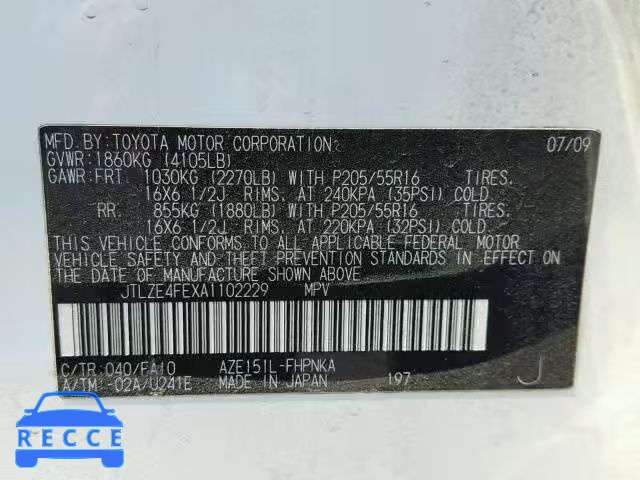 MFD.BY:TOYOTA MOTOR CORPORATION 07/09
GVWR:1860KG (4105LB)
GAWR:FRT. 1030KG (2270LB) WITH P205/55R16 TIRES.
16X6 1/2J RIMS. AT 240KPA (35PSI) COLD
RR. 855KG (1880LB) WITH P205/55R16 TIRES.
16X6 1/2J RIMS. AT 220KPA (32PSI) COLD.
THIS VEHICLE CONFORMS TO ALL APPLICABLE FEDERAL MOTOR
VEHICLE SAFETY AND THEFT PREVENTION STANDARDS IN EFFECT ON
THE DATE OF MANUFACTURE SHOWN ABOVE.
JTLZE4FEXA1102229 MPV
C/TR:040/FA10 AZE151L-FHPNKA
A/TM:-02A/U241E MADE IN JAPAN 197 J
RECCE